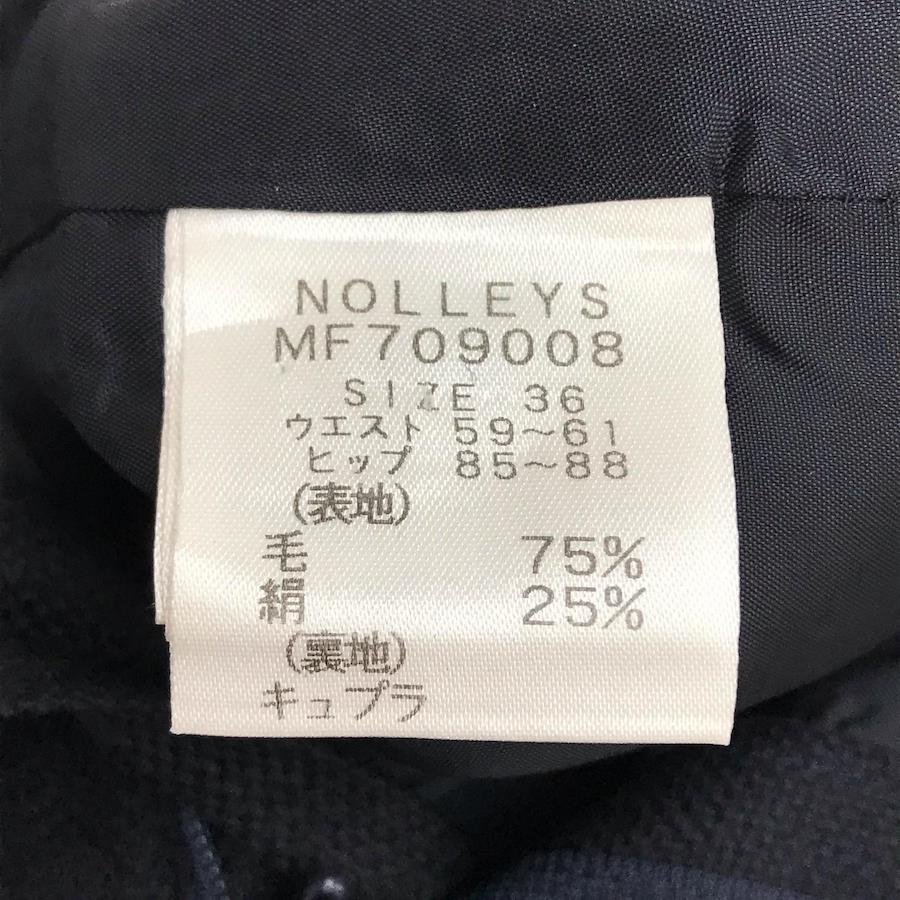 NOLLEYS
MF709008
SIZE 36
ウエスト 59～61
ヒップ 85～88
(表地)
毛 75%
絹 25%
(裏地)
キュプラ